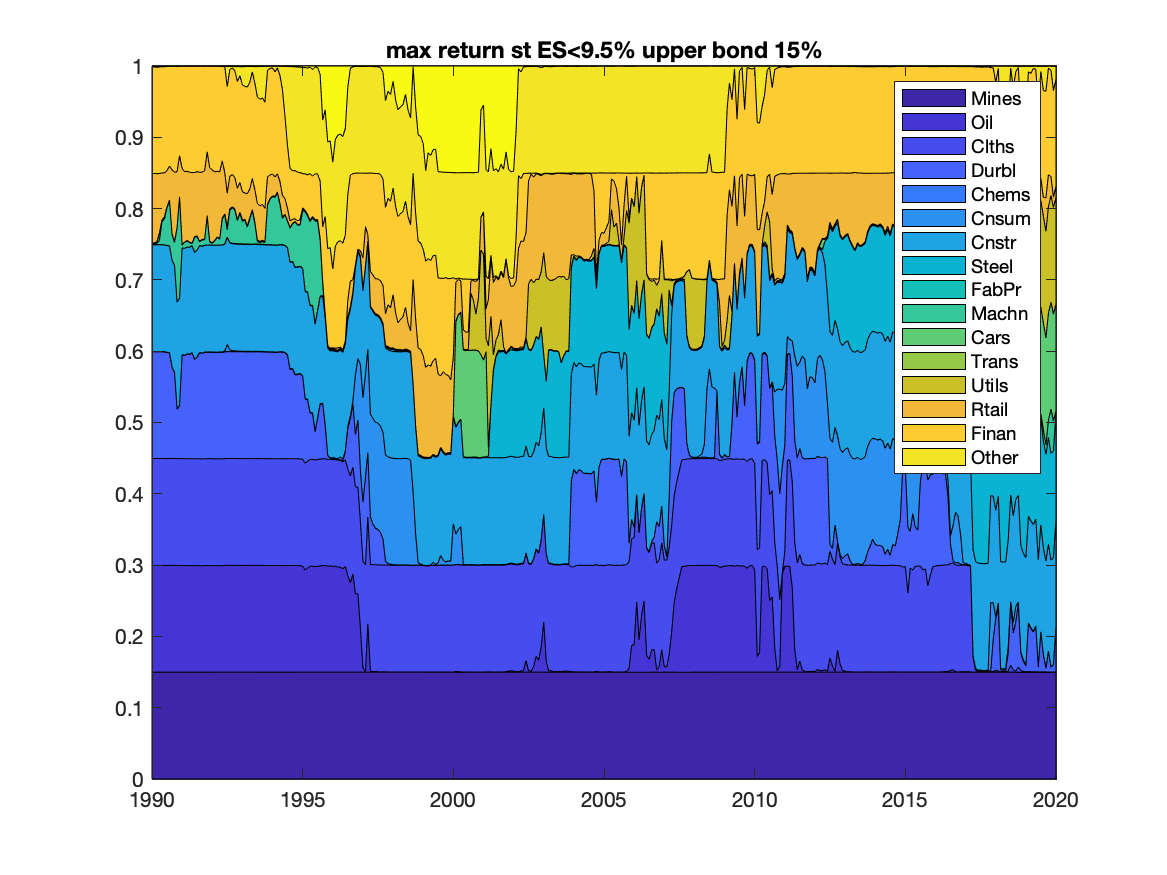 max return st ES<9.5% upper bond 15%
1
0.9
0.8
0.7
0.6
0.5
0.4
0.3
0.2
0.1
0
1990
1995
2000
2005
2010
2015
2020
Mines
Oil
Clths
Durbl
Chems
Cnsum
Cnstr
Steel
FabPr
Machn
Cars
Trans
Utils
Rtail
Finan
Other